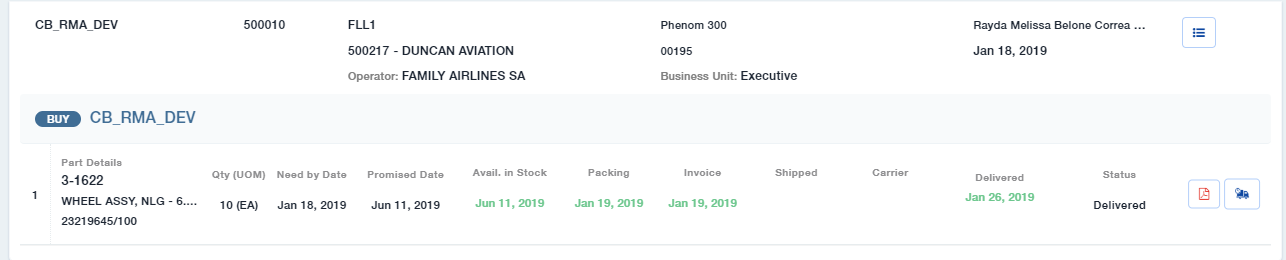 CB_RMA_DEV 500010 FLL1 Phenom 300 Rayda Melissa Belone Correa ...
500217 - DUNCAN AVIATION 00195 Jan 18, 2019
Operator: FAMILY AIRLINES SA Business Unit: Executive
BUY CB_RMA_DEV
Part Details
Qty (UOM) Need by Date Promised Date Avail. in Stock Packing Invoice Shipped Carrier Delivered Status
1 3-1622
WHEEL ASSY, NLG - 6.... 10 (EA) Jan 18, 2019 Jun 11, 2019 Jun 11, 2019 Jan 19, 2019 Jan 19, 2019 Jan 26, 2019 Delivered
23219645/100